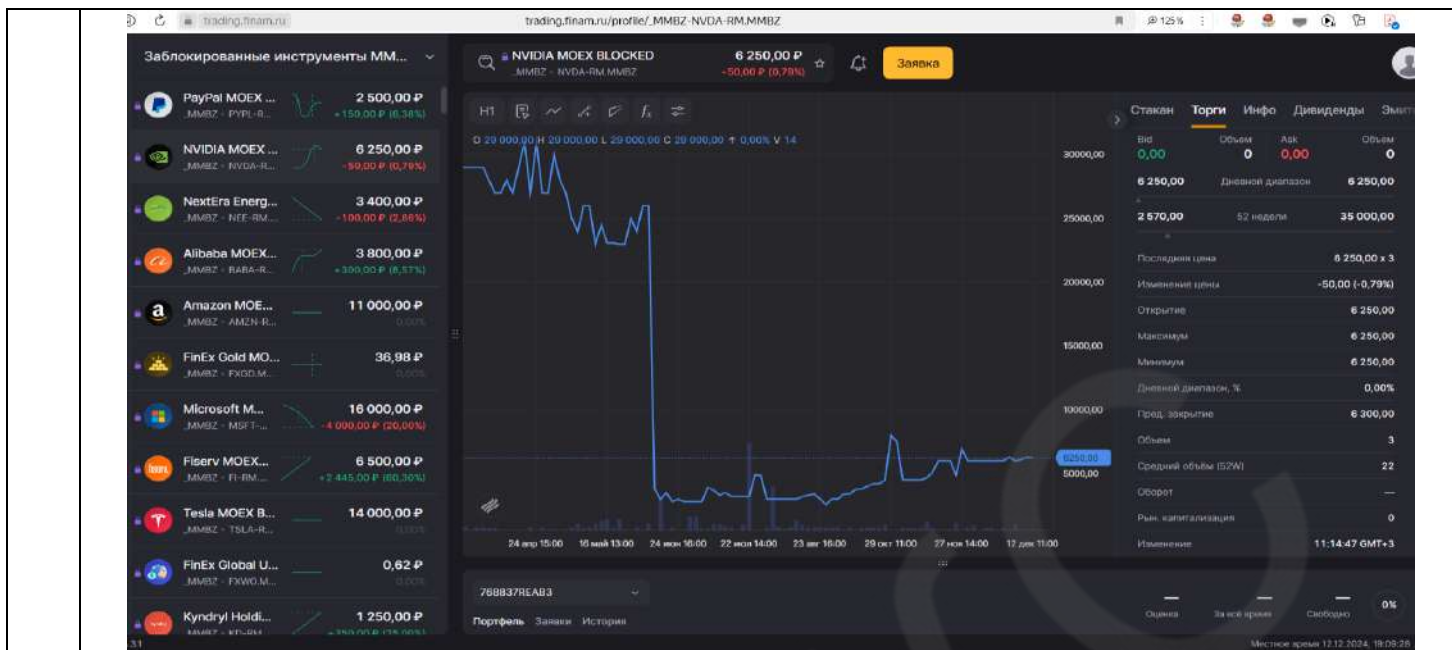 trading.finam.ru
trading.finam.ru/profile/_MMBZ-NVDA-RM.MMBZ
125 %
Заблокированные инструменты ММ...
PayPal MOEX ...
2 500,00 ₽
_MMBZ - PYPL-R...
+150,00 ₽ (6,38%)
NVIDIA MOEX ...
6 250,00 ₽
_MMBZ - NVDA-R...
-50,00 ₽ (0,79%)
NextEra Energ...
3 400,00 ₽
_MMBZ - NEE-RM...
-100,00 ₽ (2,86%)
Alibaba MOEX...
3 800,00 ₽
_MMBZ - BABA-R...
+300,00 ₽ (8,57%)
Amazon MOE...
11 000,00 ₽
_MMBZ - AMZN-R...
0,00%
FinEx Gold MO...
36,98 ₽
_MMBZ - FXGD.M...
0,00%
Microsoft M...
16 000,00 ₽
_MMBZ - MSFT-...
-4 000,00 ₽ (20,00%)
Fiserv MOEX...
6 500,00 ₽
_MMBZ - FI-RM....
+2 445,00 ₽ (60,30%)
Tesla MOEX B...
14 000,00 ₽
_MMBZ - TSLA-R...
0,00%
FinEx Global U...
0,62 ₽
_MMBZ - FXWO.M...
0,00%
Kyndryl Holdi...
1 250,00 ₽
31
NVIDIA MOEX BLOCKED
6 250,00 ₽
_MMBZ - NVDA-RM.MMBZ
-50,00 ₽ (0,79%)
Заявка
H1
O 29 000,00 H 29 000,00 L 29 000,00 C 29 000,00 0,00% V 14
30000,00
25000,00
20000,00
15000,00
10000,00
6250,00
5000,00
24 апр 15:00 16 май 13:00 24 июн 16:00 22 июл 14:00 23 авг 16:00 29 окт 11:00 27 ноя 14:00 12 дек 11:00
Стакан Торги Инфо Дивиденды Эмит
Bid Объем Ask Объем
0,00 0 0,00 0
6 250,00 Дневной диапазон 6 250,00
2 570,00 52 недели 35 000,00
Последняя цена 6 250,00 x 3
Изменение цены -50,00 (-0,79%)
Открытие 6 250,00
Максимум 6 250,00
Минимум 6 250,00
Дневной диапазон, % 0,00%
Пред. закрытие 6 300,00
Объем 3
Средний объём (52W) 22
Оборот —
Рын. капитализация 0
Изменение 11:14:47 GMT+3
768837REAB3
Портфель Заявки История
— — —
Оценка За всё время Свободно 0%
Местное время 12.12.2024, 19:09:26